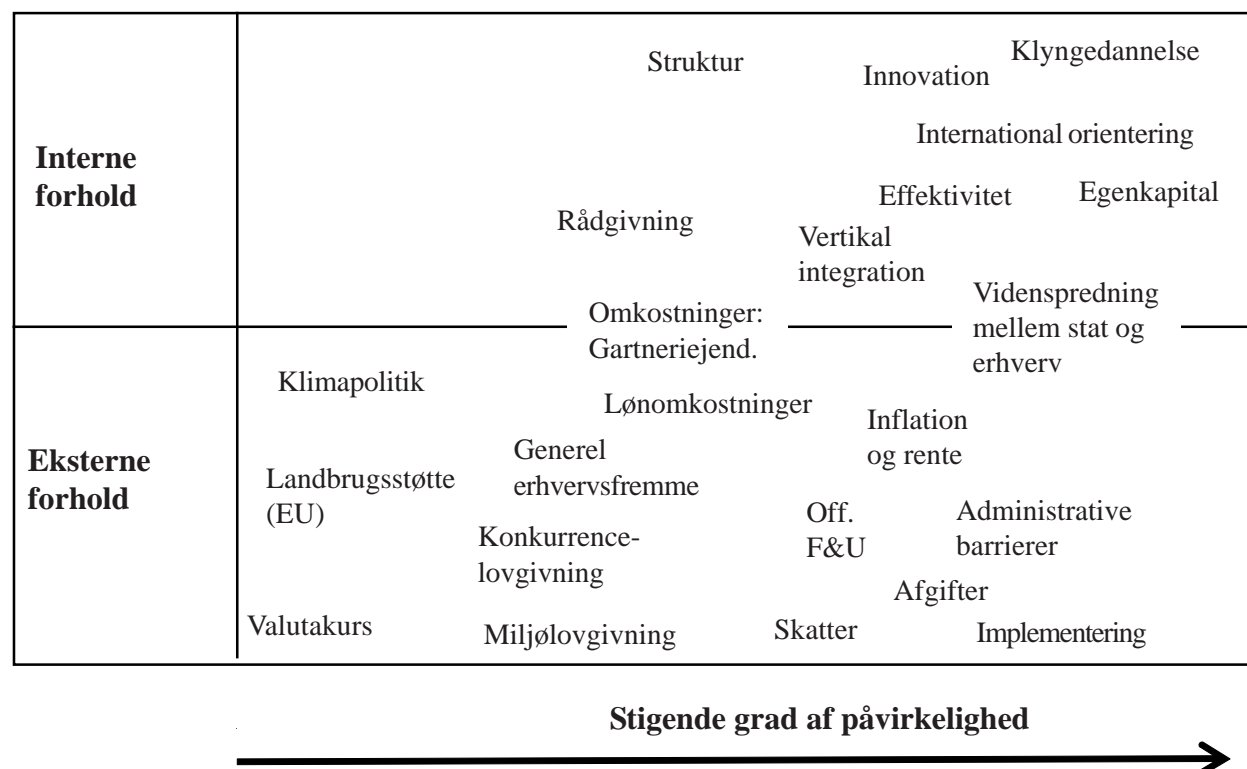 Struktur
Klyngedannelse
Innovation
International orientering
Interne
forhold
Effektivitet
Egenkapital
Rådgivning
Vertikal
integration
Videnspredning
mellem stat og
erhverv
Omkostninger:
Gartneriejend.
Klimapolitik
Lønomkostninger
Inflation
og rente
Eksterne
forhold
Generel
erhvervsfremme
Landbrugsstøtte
(EU)
Off.
F&U
Administrative
barrierer
Konkurrence-
lovgivning
Afgifter
Valutakurs
Miljølovgivning
Skatter
Implementering
Stigende grad af påvirkelighed